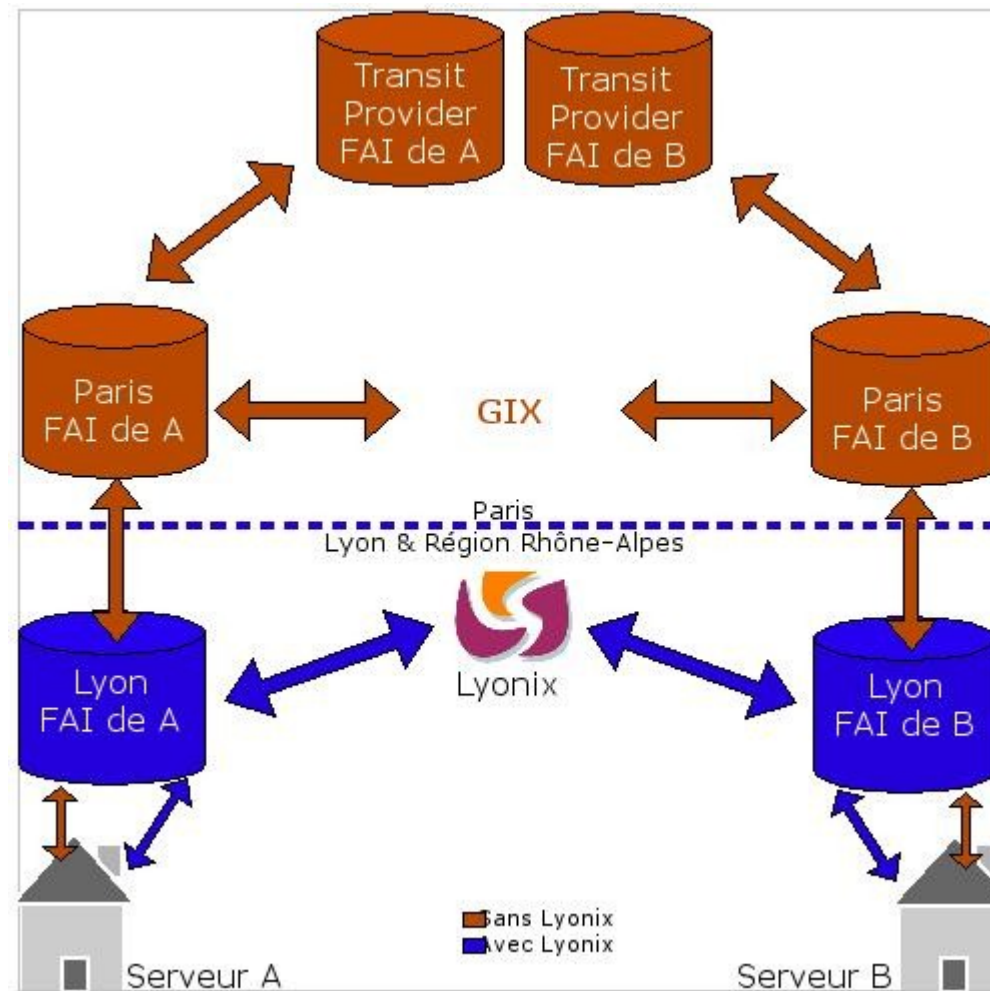 Transit
Provider
FAI de A
Transit
Provider
FAI de B
Paris
FAI de A
GIX
Paris
FAI de B
Paris
Lyon & Région Rhône-Alpes
Lyon
FAI de A
Lyonix
Lyon
FAI de B
Sans Lyonix
Avec Lyonix
Serveur A
Serveur B